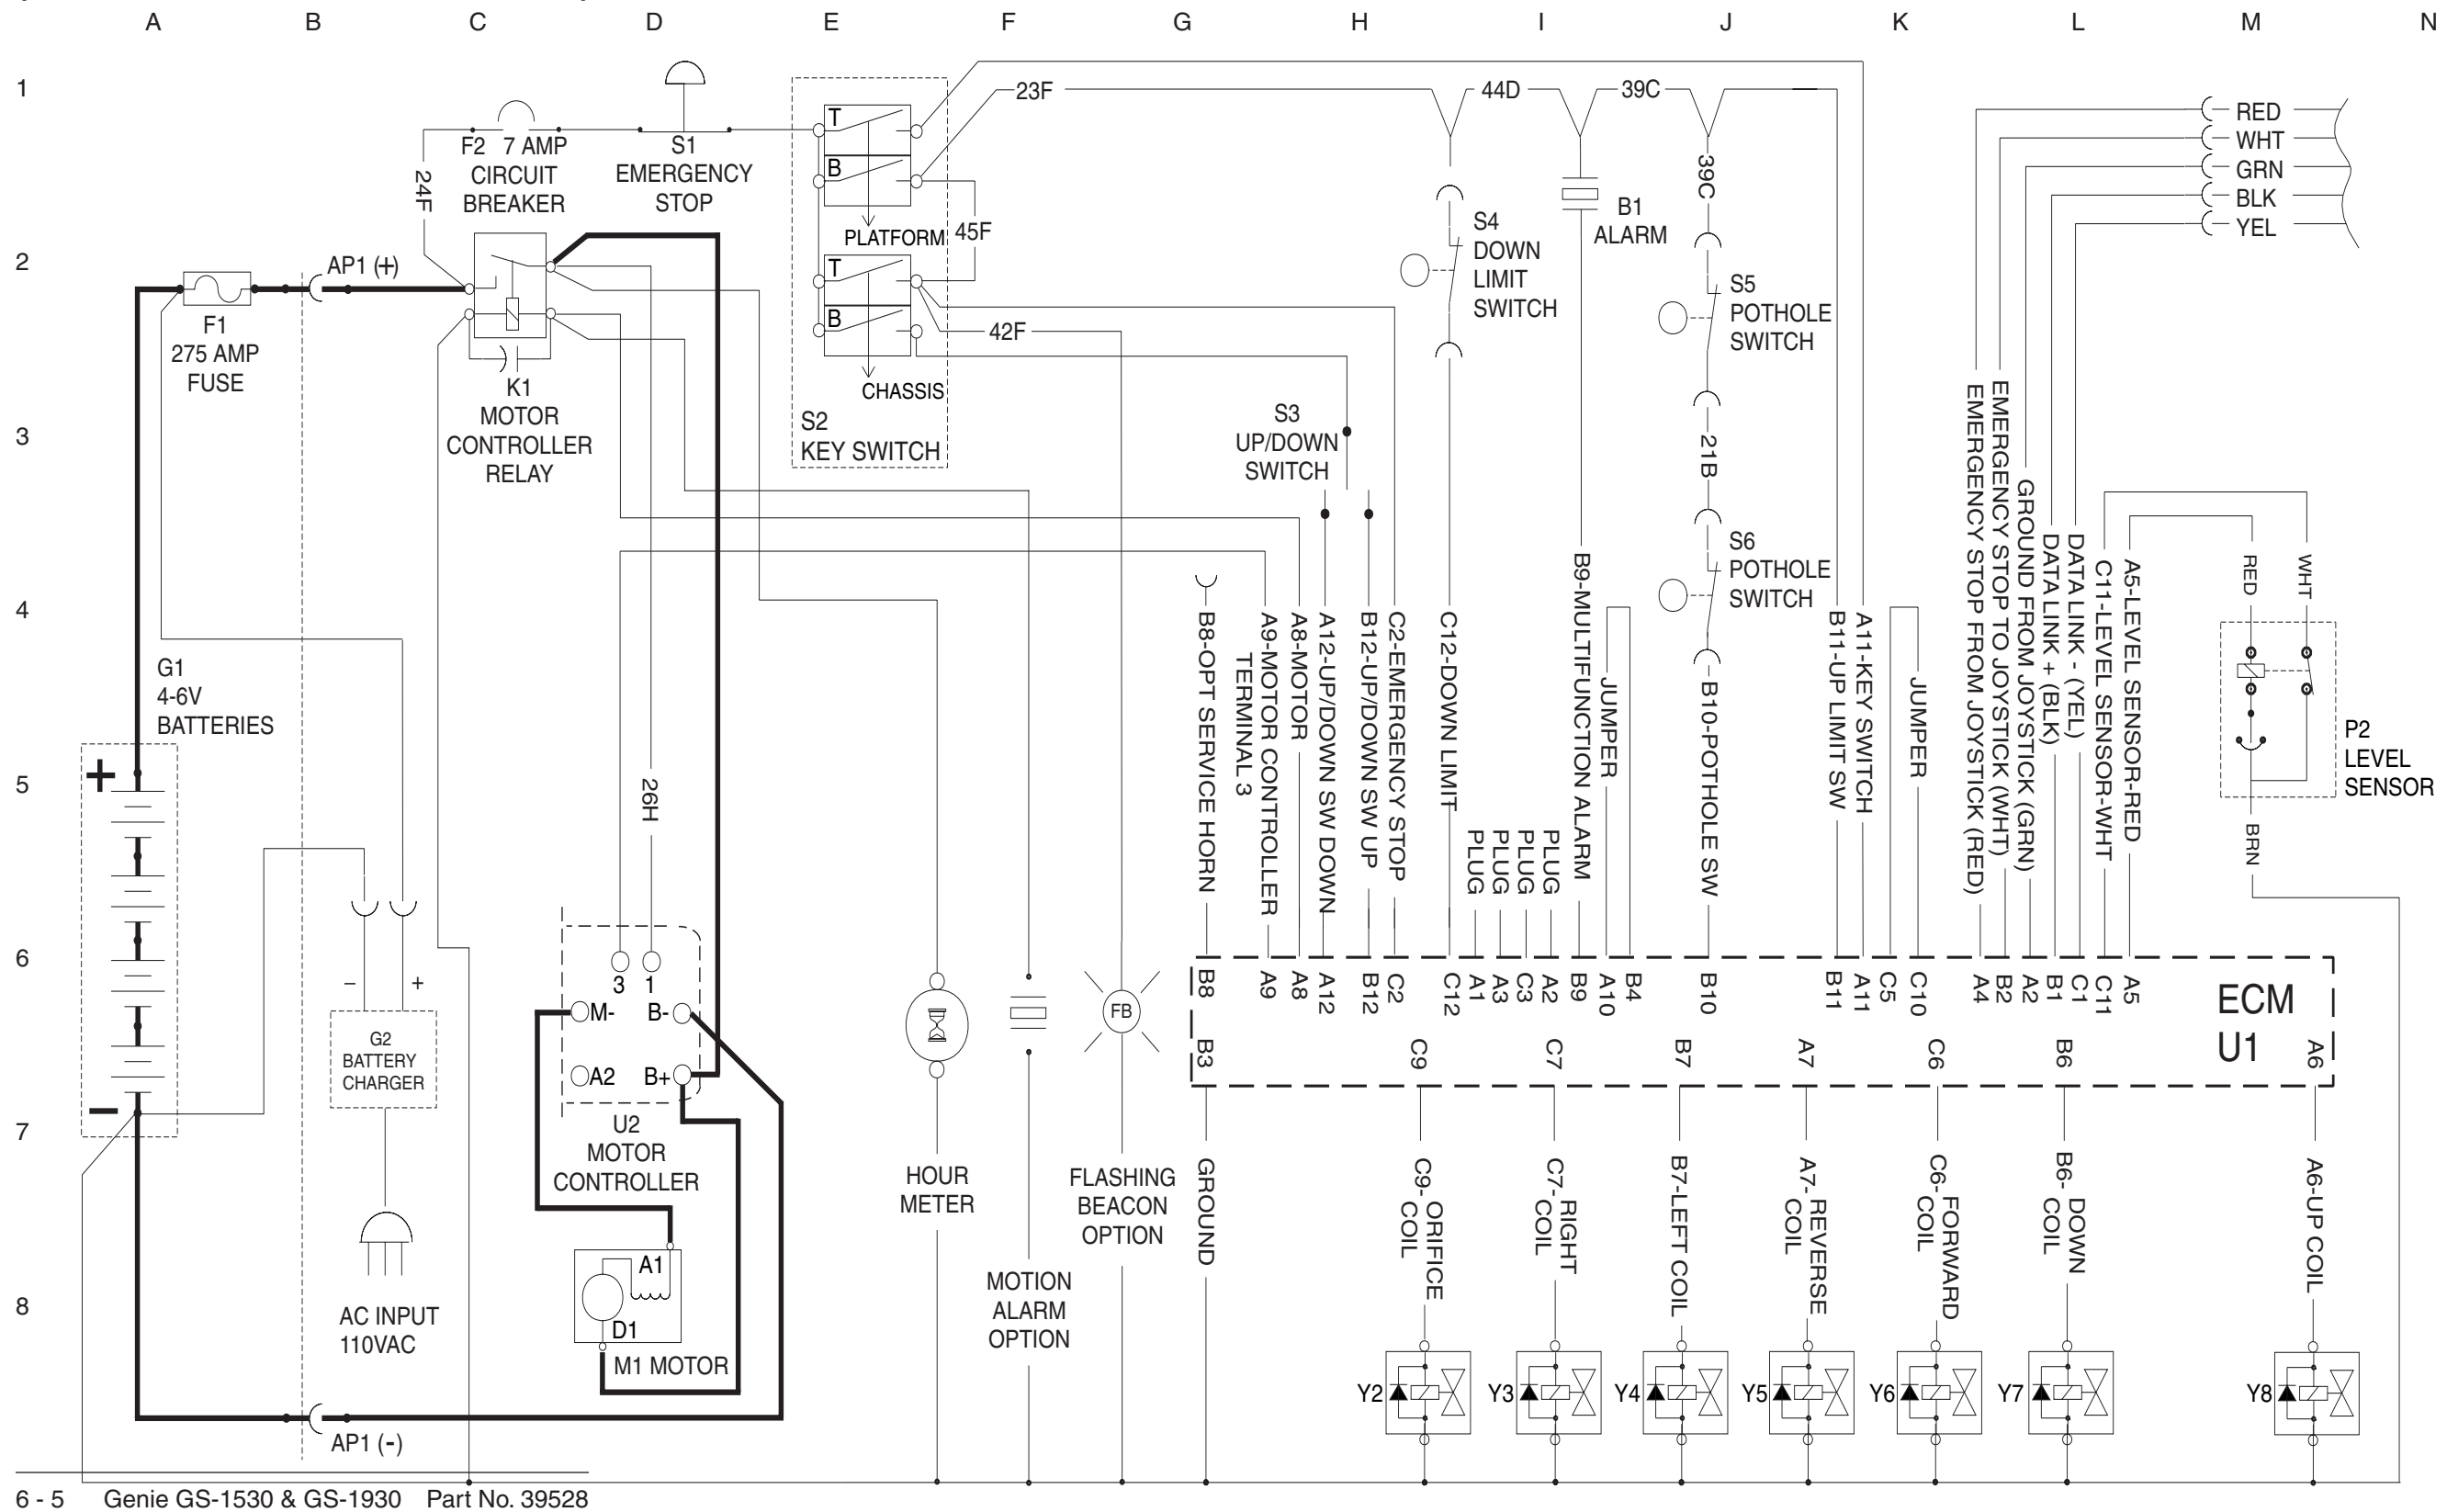 A B C D E F G H I J K L M N
1
2
3
4
5
6
7
8
F2 7 AMP
CIRCUIT
BREAKER
24F
S1
EMERGENCY
STOP
T
B
PLATFORM
45F
T
B
CHASSIS
S2
KEY SWITCH
23F
44D
39C
42F
AP1 (+)
F1
275 AMP
FUSE
K1
MOTOR
CONTROLLER
RELAY
S3
UP/DOWN
SWITCH
S4
DOWN
LIMIT
SWITCH
B1
ALARM
39C
S5
POTHOLE
SWITCH
21B
S6
POTHOLE
SWITCH
RED
WHT
GRN
BLK
YEL
G1
4-6V
BATTERIES
+
−
26H
B8-OPT SERVICE HORN
A9-MOTOR CONTROLLER
TERMINAL 3
A8-MOTOR
A12-UP/DOWN SW DOWN
B12-UP/DOWN SW UP
C2-EMERGENCY STOP
C12-DOWN LIMIT
PLUG
PLUG
PLUG
PLUG
B9-MULTIFUNCTION ALARM
JUMPER
B10-POTHOLE SW
B11-UP LIMIT SW
A11-KEY SWITCH
JUMPER
EMERGENCY STOP FROM JOYSTICK (RED)
EMERGENCY STOP TO JOYSTICK (WHT)
GROUND FROM JOYSTICK (GRN)
DATA LINK + (BLK)
DATA LINK - (YEL)
C11-LEVEL SENSOR-WHT
A5-LEVEL SENSOR-RED
RED
WHT
P2
LEVEL
SENSOR
BRN
− +
G2
BATTERY
CHARGER
AC INPUT
110VAC
3 1
M- B-
A2 B+
U2
MOTOR
CONTROLLER
A1
D1
M1 MOTOR
AP1 (-)
HOUR
METER
MOTION
ALARM
OPTION
FB
FLASHING
BEACON
OPTION
B8 A9 A8 A12 B12 C2 C12 A1 A3 C3 A2 B9 A10 B4 B10 B11 A11 C5 C10 A4 B2 A2 B1 C1 C11 A5
ECM
U1
B3 C9 C7 B7 A7 C6 B6 A6
GROUND
C9- ORIFICE
COIL
C7- RIGHT
COIL
B7-LEFT COIL
A7- REVERSE
COIL
C6- FORWARD
COIL
B6- DOWN
COIL
A6-UP COIL
Y2 Y3 Y4 Y5 Y6 Y7 Y8
6 - 5 Genie GS-1530 & GS-1930 Part No. 39528